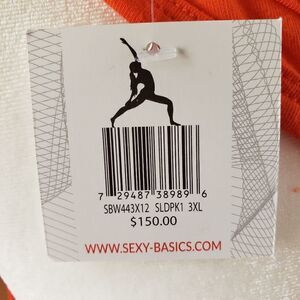 7 29487 38989 6
SBW443X12 SLDPK1 3XL
$150.00
WWW.SEXY-BASICS.COM